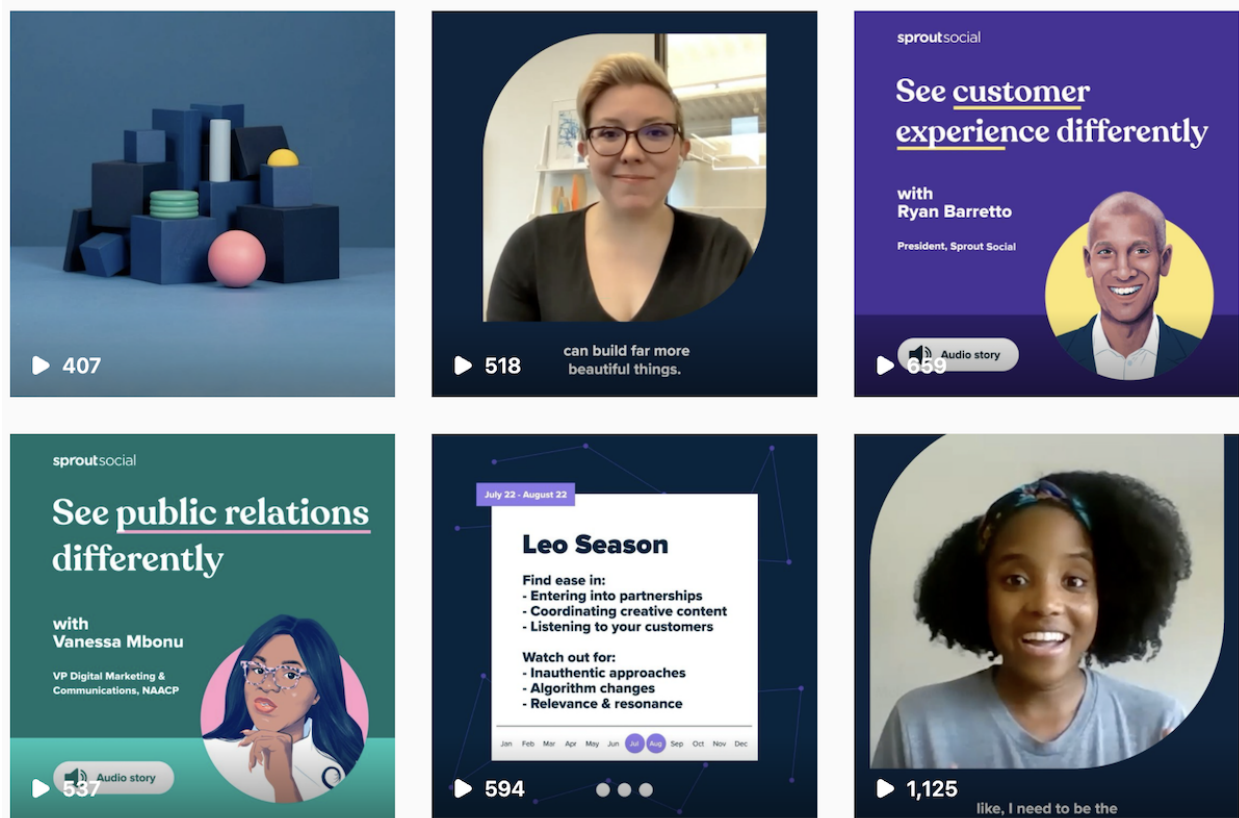 407
can build far more
beautiful things.
518
sproutsocial
See customer
experience differently
with
Ryan Barretto
President, Sprout Social
Audio story
659
sproutsocial
See public relations
differently
with
Vanessa Mbonu
VP Digital Marketing &
Communications, NAACP
Audio story
537
July 22 - August 22
Leo Season
Find ease in:
- Entering into partnerships
- Coordinating creative content
- Listening to your customers
Watch out for:
- Inauthentic approaches
- Algorithm changes
- Relevance & resonance
Jan Feb Mar Apr May Jun Jul Aug Sep Oct Nov Dec
594
1,125
like, I need to be the